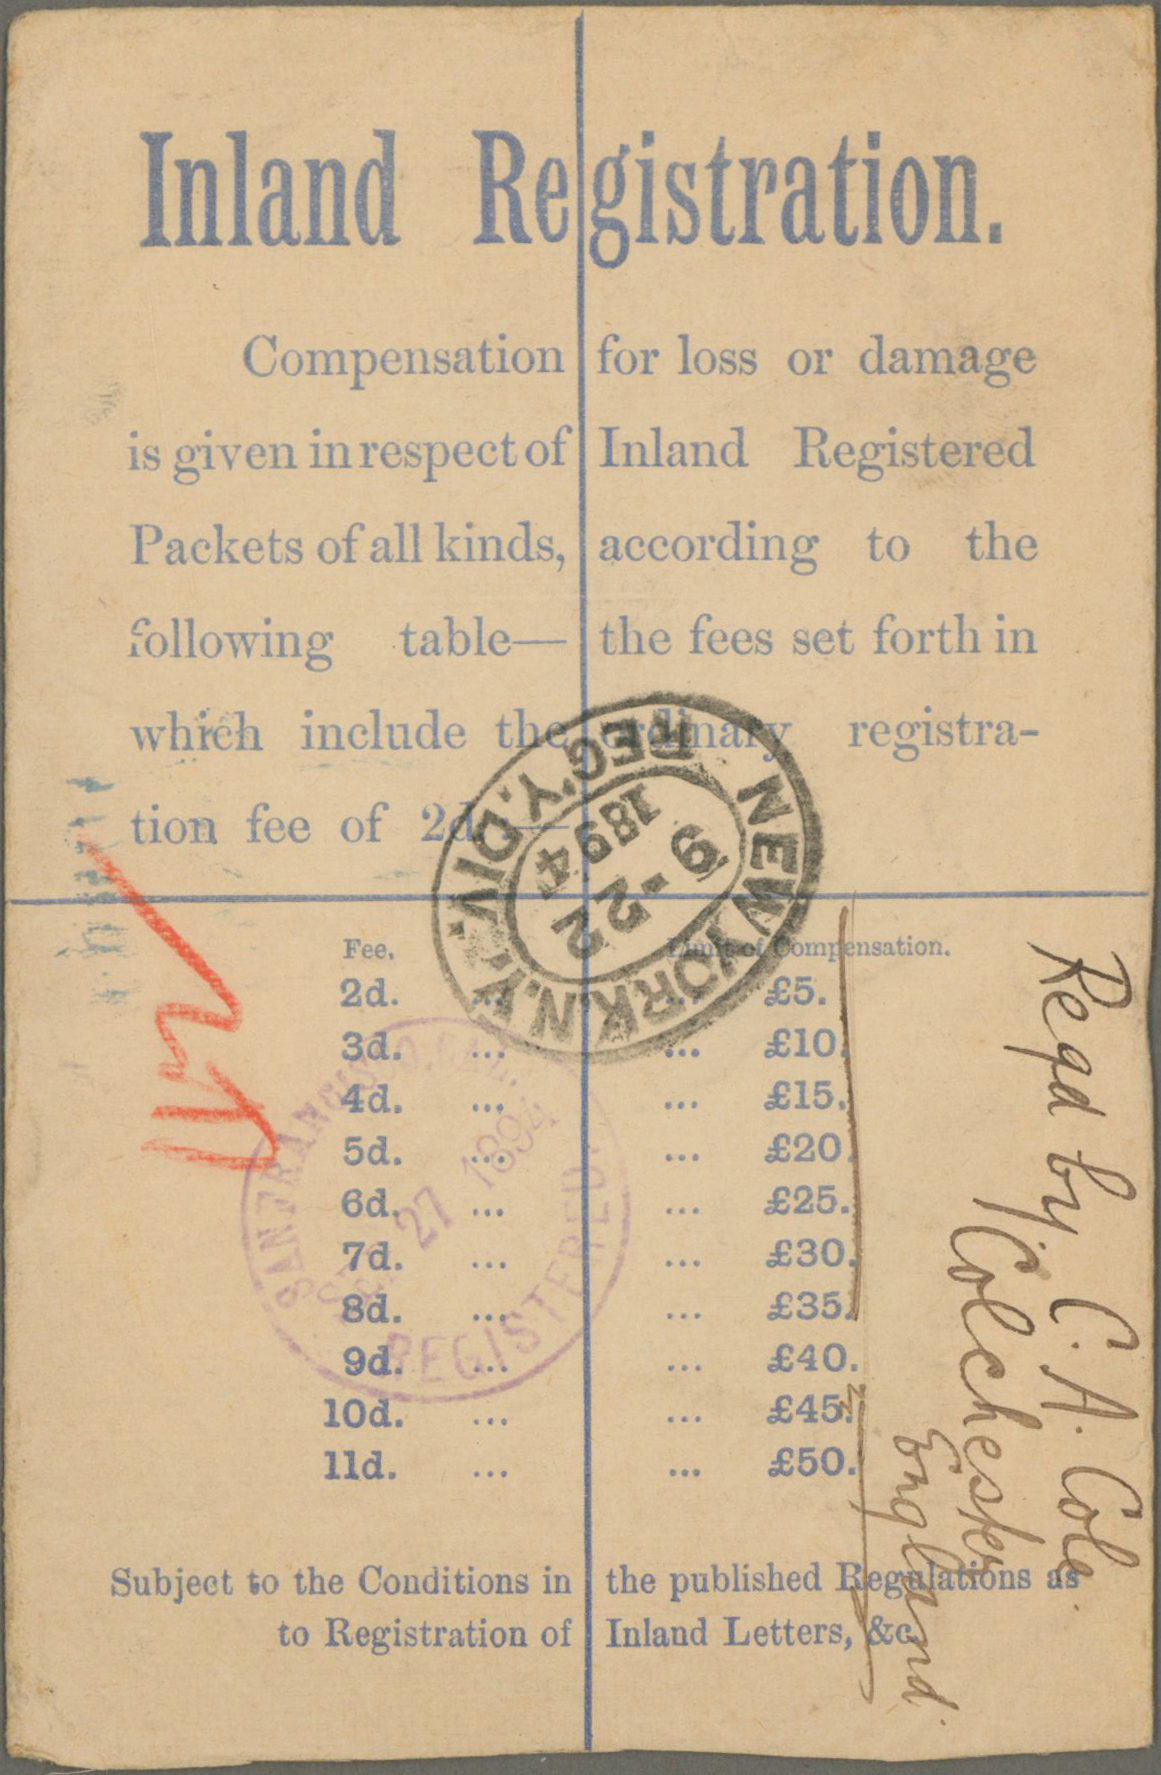 Inland Registration.
Compensation for loss or damage
is given in respect of Inland Registered
Packets of all kinds, according to the
following table— the fees set forth in
which include the ordinary registra-
tion fee of 2d.—
NEW YORK, N.Y.
REG'Y. DIV.
9-22
1894
Fee. Limit of Compensation.
2d. ... ... £5.
3d. ... ... £10.
4d. ... ... £15.
5d. ... ... £20.
6d. ... ... £25.
7d. ... ... £30.
8d. ... ... £35.
9d. ... ... £40.
10d. ... ... £45.
11d. ... ... £50.
SAN FRANCISCO, CAL.
SEP 27 1894
REGISTERED.
Regd by C. A. Cole.
Colchester
England.
Subject to the Conditions in the published Regulations as
to Registration of Inland Letters, &c.